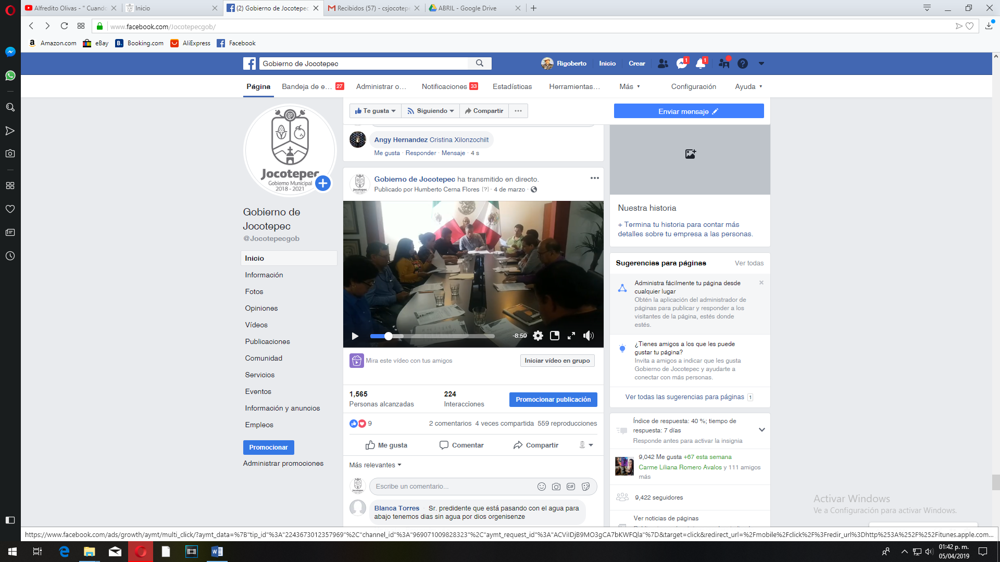 Alfredito Olivas - " Cuando
Inicio
(2) Gobierno de Jocotepec
Recibidos (57) - csjocotepe
ABRIL - Google Drive
www.facebook.com/Jocotepecgob/
Amazon.com
eBay
Booking.com
AliExpress
Facebook
Gobierno de Jocotepec
Rigoberto
Inicio
Crear
1
1
Página
Bandeja de e… 27
Administrar o…
Notificaciones 33
Estadísticas
Herramientas…
Más
Configuración
Ayuda
Jocotepec
Gobierno Municipal
2018 - 2021
Gobierno de
Jocotepec
@Jocotepecgob
Inicio
Información
Fotos
Opiniones
Vídeos
Publicaciones
Comunidad
Servicios
Eventos
Información y anuncios
Empleos
Promocionar
Administrar promociones
Te gusta
Siguiendo
Compartir
Enviar mensaje
Angy Hernandez Cristina Xilonzochilt
Me gusta · Responder · Mensaje · 4 s
Gobierno de Jocotepec ha transmitido en directo.
Publicado por Humberto Cerna Flores [?] · 4 de marzo ·
-8:59
Mira este vídeo con tus amigos
Iniciar vídeo en grupo
1,565
Personas alcanzadas
224
Interacciones
Promocionar publicación
9
2 comentarios 4 veces compartida 559 reproducciones
Me gusta
Comentar
Compartir
Más relevantes
Escribe un comentario...
GIF
Blanca Torres Sr. predidente que está pasando con el agua para
abajo tenemos dias sin agua por dios orgenisenze
Nuestra historia
+ Termina tu historia para contar más
detalles sobre tu empresa a las personas.
Sugerencias para páginas
Ver todas
Administra fácilmente tu página desde
cualquier lugar
Obtén la aplicación del administrador de
páginas para publicar y responder a los
visitantes de la página, estés donde
estés.
¿Tienes amigos a los que les puede
gustar tu página?
Invita a amigos a indicar que les gusta
Gobierno de Jocotepec y ayudarte a
conectar con más personas.
Ver todas las sugerencias para páginas 1
Índice de respuesta: 40 %; tiempo de
respuesta: 7 días
Responde antes para activar la insignia
9,042 Me gusta +67 esta semana
Carme Liliana Romero Avalos y 111 amigos
más
9,422 seguidores
Ver noticias de páginas
Activar Windows
Ve a Configuración para activar Windows.
https://www.facebook.com/ads/growth/aymt/multi_click/?aymt_data=%7B"tip_id"%3A"2243673012357969"%2C"channel_id"%3A"969071009828323"%2C"aymt_request_id"%3A"ACViIDjB9MO3gCA7bKWFQla"%7D&target=click&redirect_url=%2Fmobile%2Fclick%2F%3Fredir_url%3Dhttp%253A%252F%252Fitunes.apple.com...
01:42 p. m.
05/04/2019